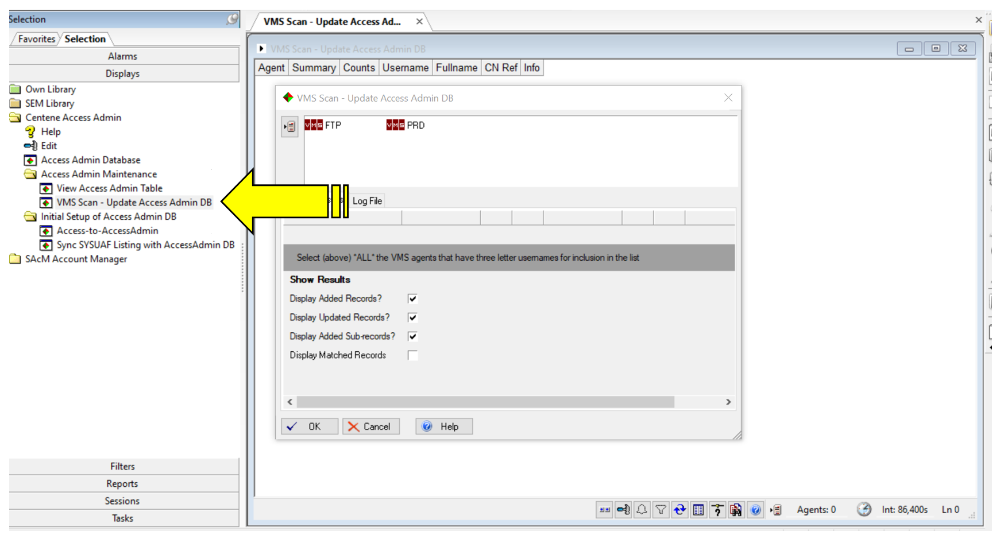 Selection
Favorites Selection
Alarms
Displays
Own Library
SEM Library
Centene Access Admin
Help
Edit
Access Admin Database
Access Admin Maintenance
View Access Admin Table
VMS Scan - Update Access Admin DB
Initial Setup of Access Admin DB
Access-to-AccessAdmin
Sync SYSUAF Listing with AccessAdmin DB
SAcM Account Manager
Filters
Reports
Sessions
Tasks
VMS Scan - Update Access Ad...
VMS Scan - Update Access Admin DB
Agent Summary Counts Username Fullname CN Ref Info
VMS Scan - Update Access Admin DB
VMS FTP VMS PRD
Log File
Select (above) *ALL* the VMS agents that have three letter usernames for inclusion in the list
Show Results
Display Added Records?
Display Updated Records?
Display Added Sub-records?
Display Matched Records
OK Cancel Help
Agents: 0 Int: 86,400s Ln 0